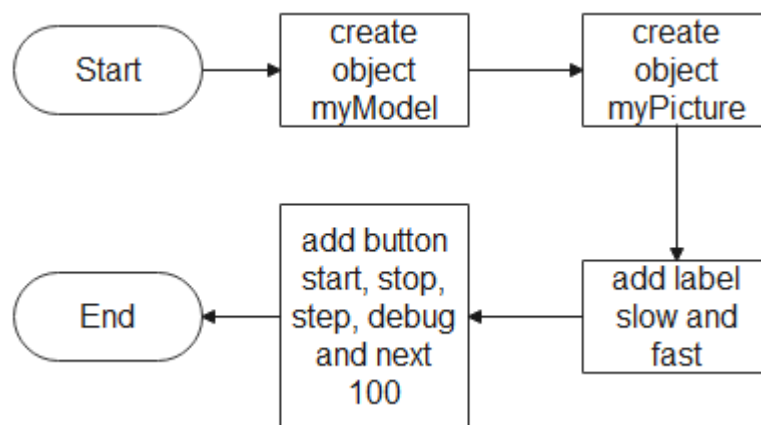 Start
create
object
myModel
create
object
myPicture
add label
slow and
fast
add button
start, stop,
step, debug
and next
100
End